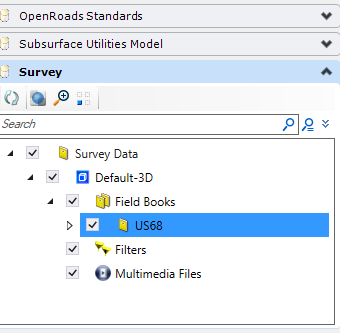 OpenRoads Standards
Subsurface Utilities Model
Survey
Search
Survey Data
Default-3D
Field Books
US68
Filters
Multimedia Files